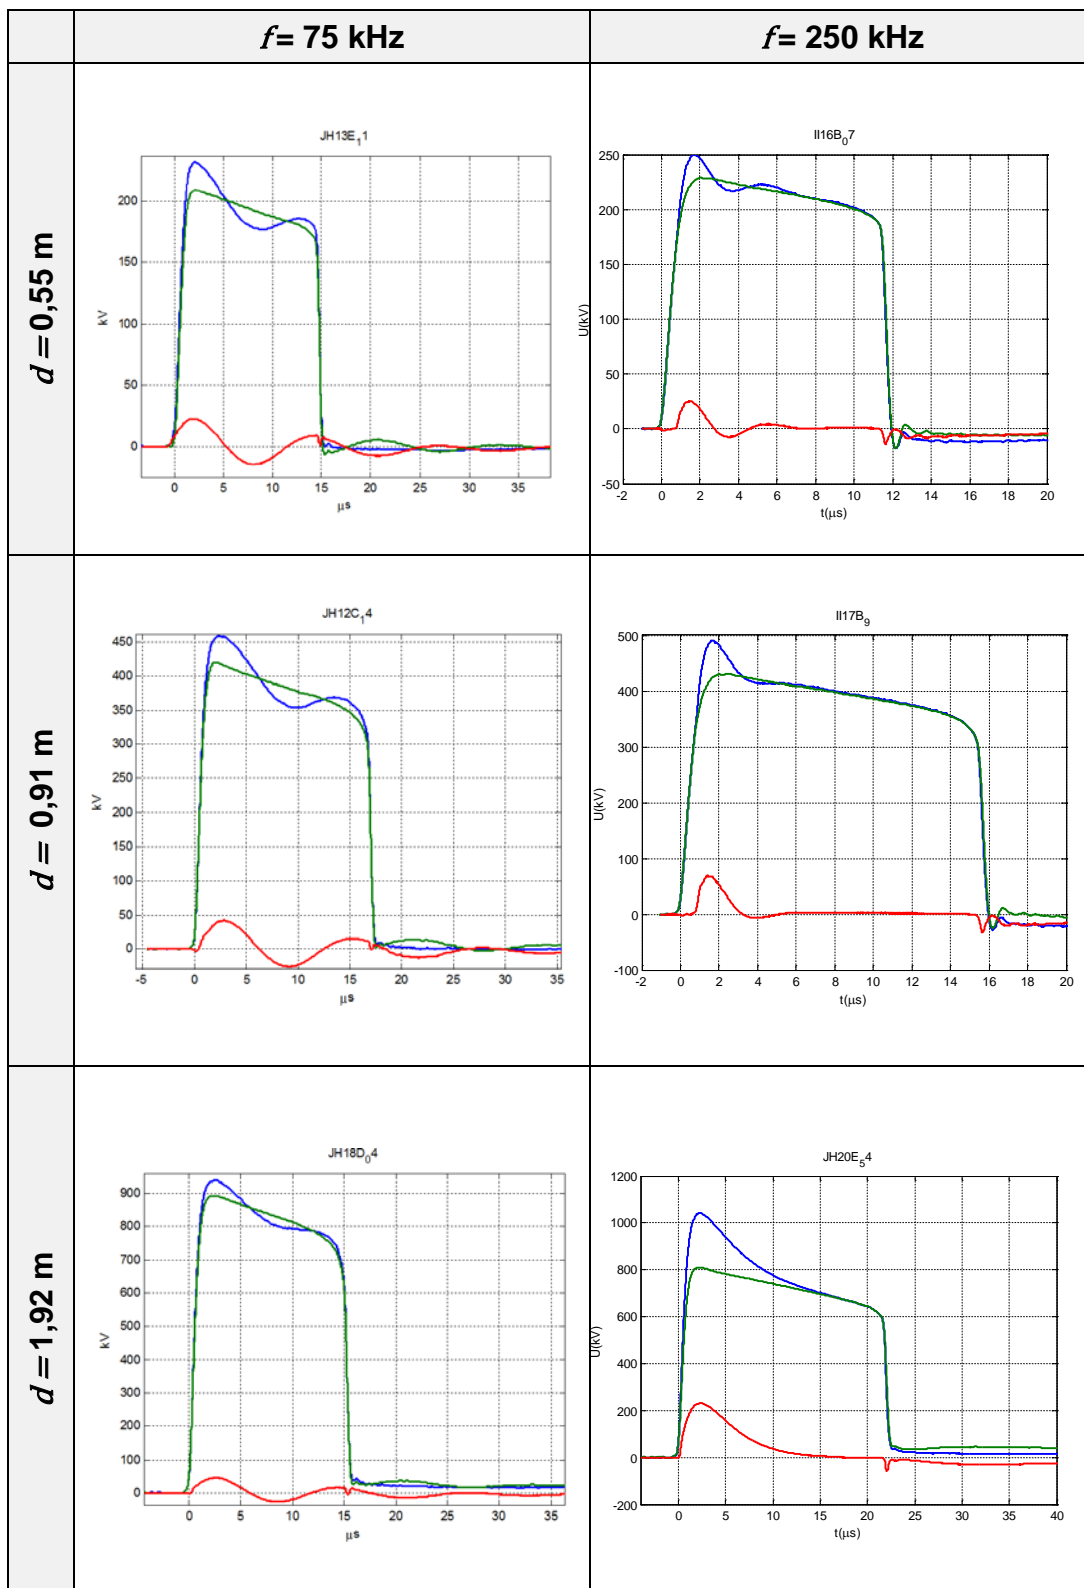 f = 75 kHz
f = 250 kHz
d = 0,55 m
JH13E₁1
200
150
100
50
0
kV
0 5 10 15 20 25 30 35
μs
II16B₀7
250
200
150
100
50
0
-50
U(kV)
-2 0 2 4 6 8 10 12 14 16 18 20
t(μs)
d = 0,91 m
JH12C₁4
450
400
350
300
250
200
150
100
50
0
kV
-5 0 5 10 15 20 25 30 35
μs
II17B₉
500
400
300
200
100
0
-100
U(kV)
-2 0 2 4 6 8 10 12 14 16 18 20
t(μs)
d = 1,92 m
JH18D₀4
900
800
700
600
500
400
300
200
100
0
kV
0 5 10 15 20 25 30 35
μs
JH20E₅4
1200
1000
800
600
400
200
0
-200
U(kV)
0 5 10 15 20 25 30 35 40
t(μs)